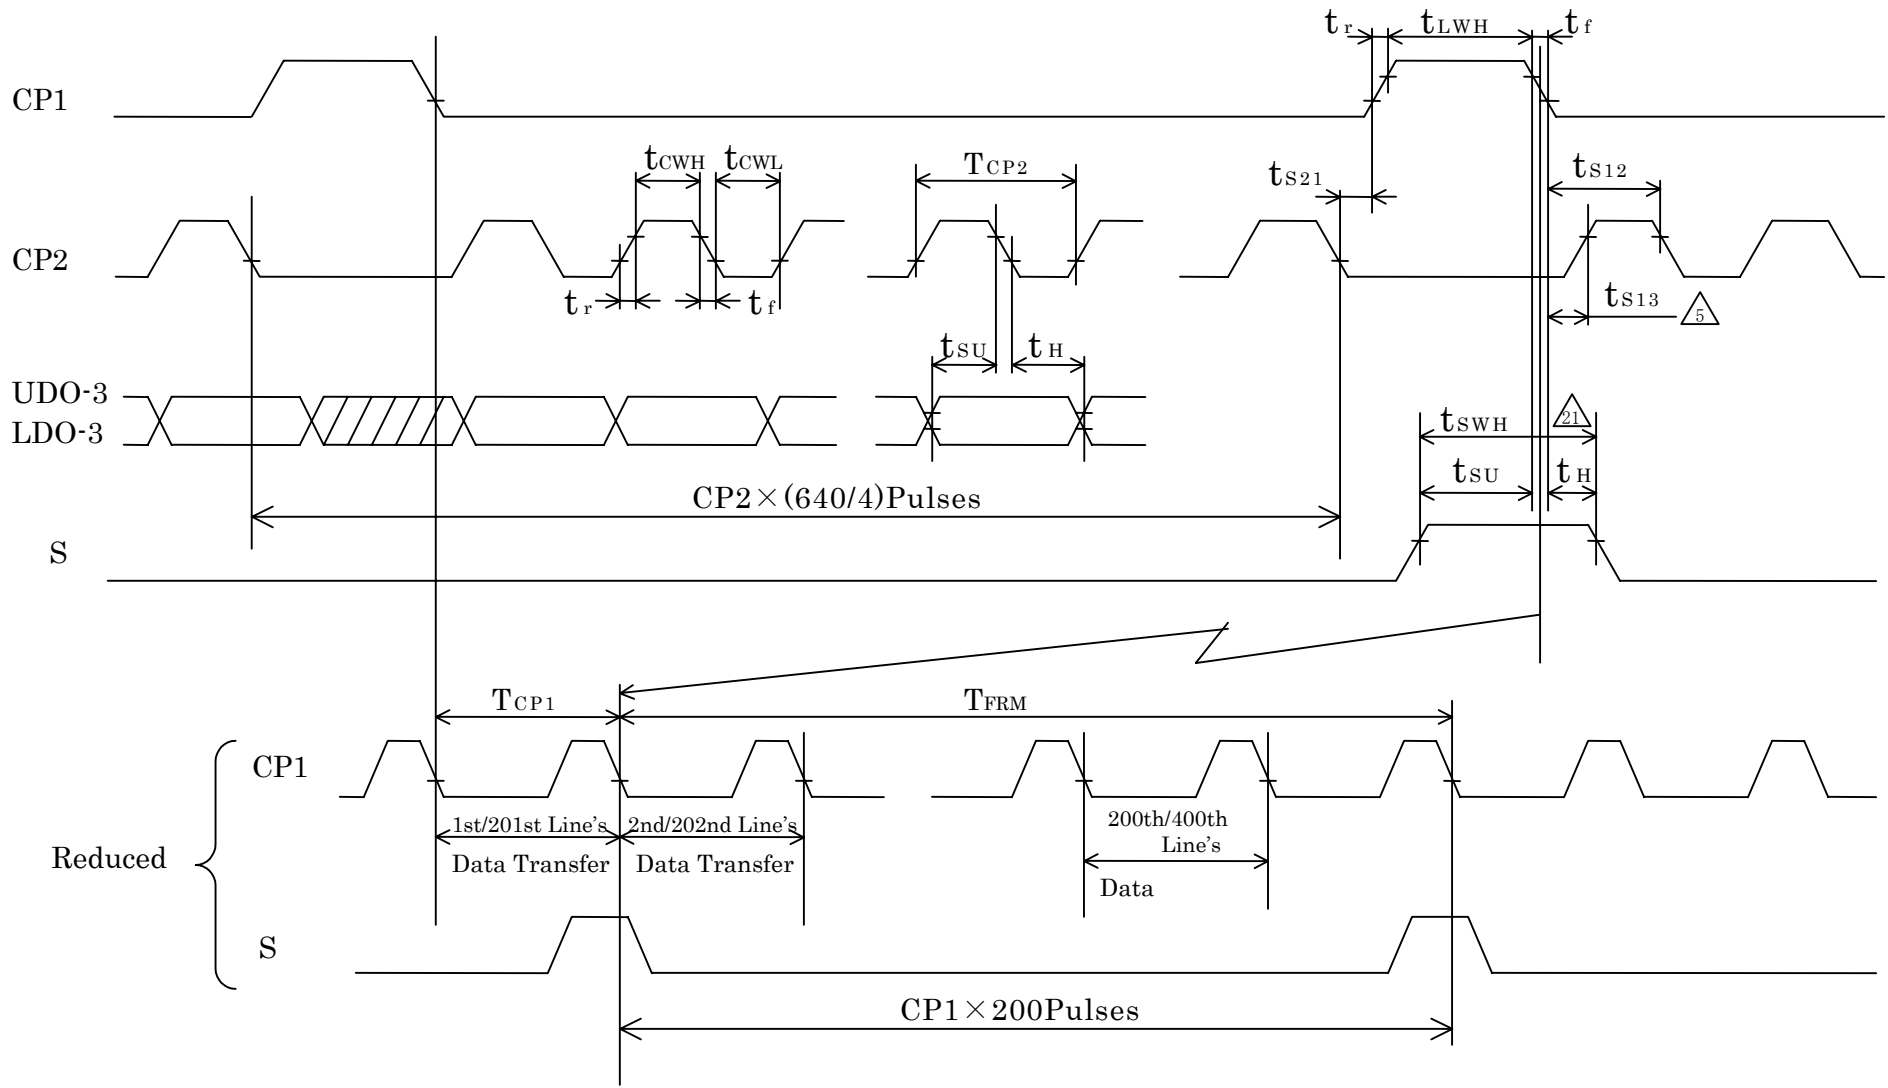 tr tLWH tf
CP1
tCWH tCWL TCP2 tS21 tS12
CP2
tr tf tS13 5
tSU tH
UDO-3
LDO-3
tSWH 21
tSU tH
CP2×(640/4)Pulses
S
TCP1 TFRM
CP1
1st/201st Line's
Data Transfer
2nd/202nd Line's
Data Transfer
200th/400th
Line's
Data
Reduced
S
CP1×200Pulses